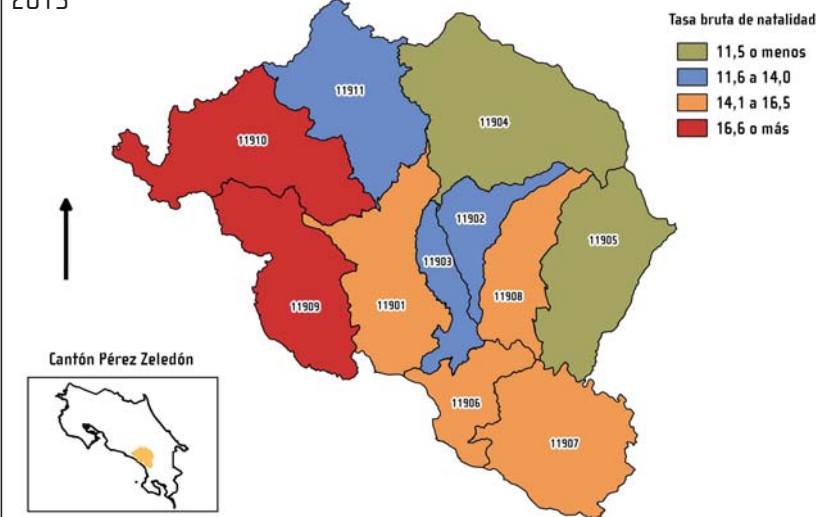 2015
Tasa bruta de natalidad
11,5 o menos
11,6 a 14,0
14,1 a 16,5
16,6 o más
11911
11904
11910
11902
11905
11903
11909
11901
11908
Cantón Pérez Zeledón
11906
11907